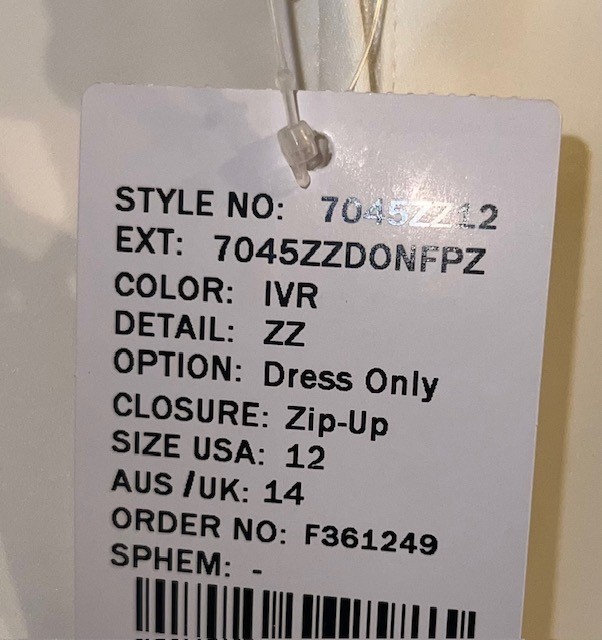 STYLE NO: 7045ZZ12
EXT: 7045ZZDONFPZ
COLOR: IVR
DETAIL: ZZ
OPTION: Dress Only
CLOSURE: Zip-Up
SIZE USA: 12
AUS /UK: 14
ORDER NO: F361249
SPHEM: -